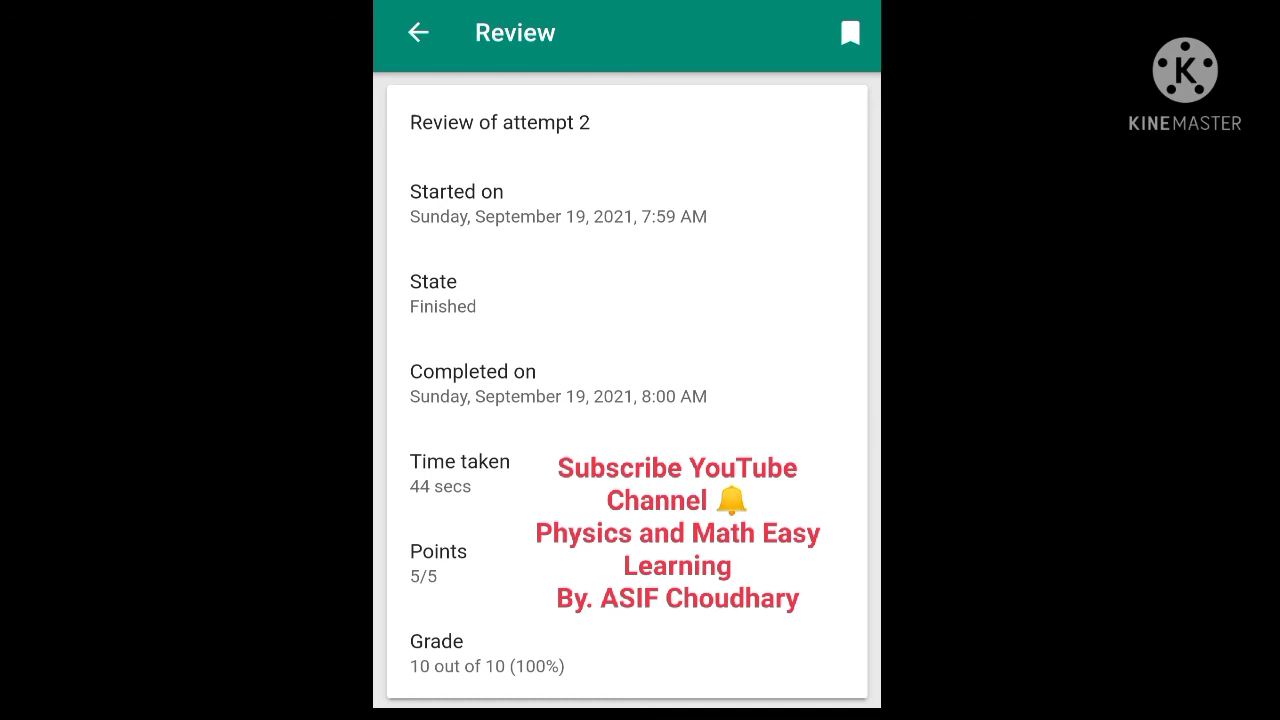 Review
K
KINEMASTER
Review of attempt 2
Started on
Sunday, September 19, 2021, 7:59 AM
State
Finished
Completed on
Sunday, September 19, 2021, 8:00 AM
Time taken
44 secs
Subscribe YouTube
Channel 🔔
Physics and Math Easy
Learning
By. ASIF Choudhary
Points
5/5
Grade
10 out of 10 (100%)